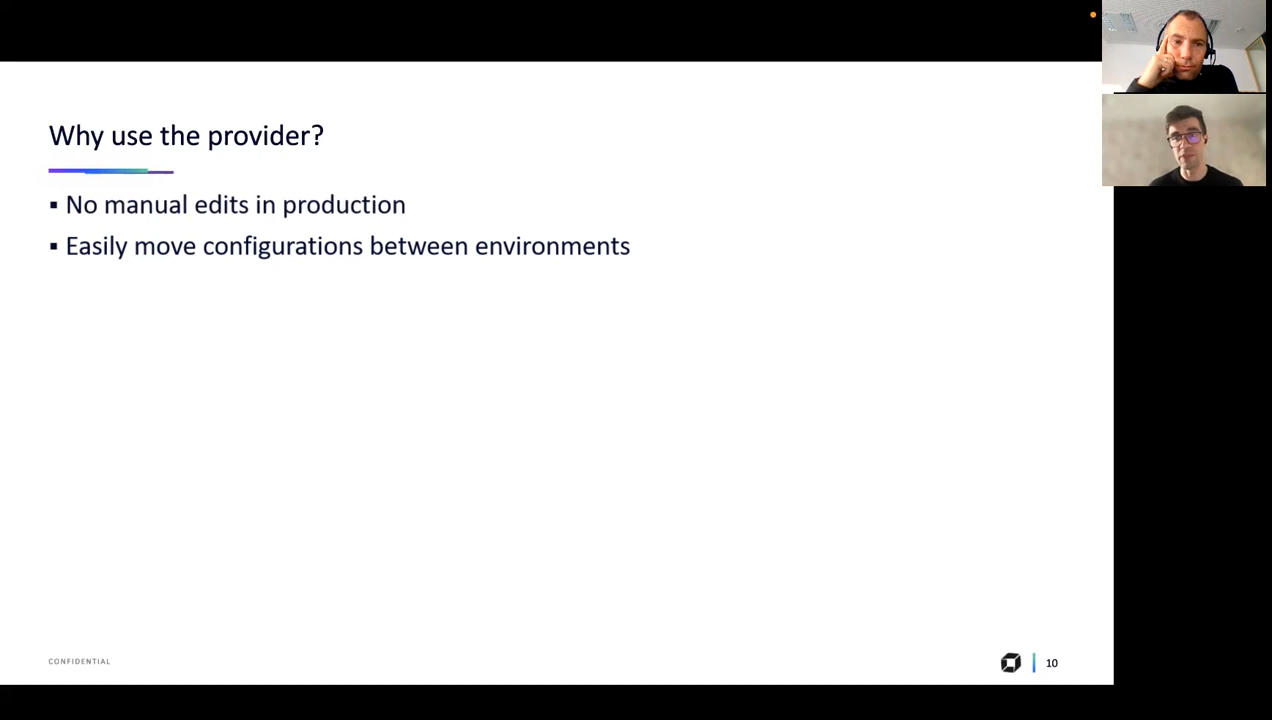 Why use the provider?
▪ No manual edits in production
▪ Easily move configurations between environments
CONFIDENTIAL
10